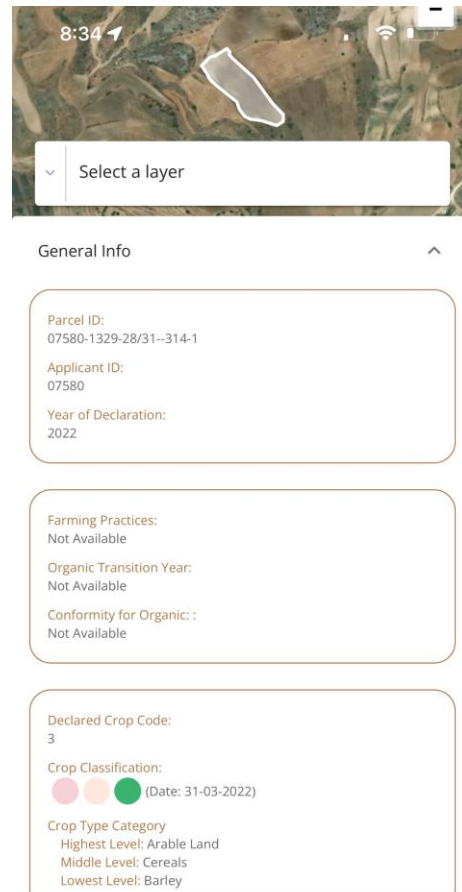 8:34
Select a layer
General Info
Parcel ID:
07580-1329-28/31--314-1
Applicant ID:
07580
Year of Declaration:
2022
Farming Practices:
Not Available
Organic Transition Year:
Not Available
Conformity for Organic: :
Not Available
Declared Crop Code:
3
Crop Classification:
(Date: 31-03-2022)
Crop Type Category
Highest Level: Arable Land
Middle Level: Cereals
Lowest Level: Barley